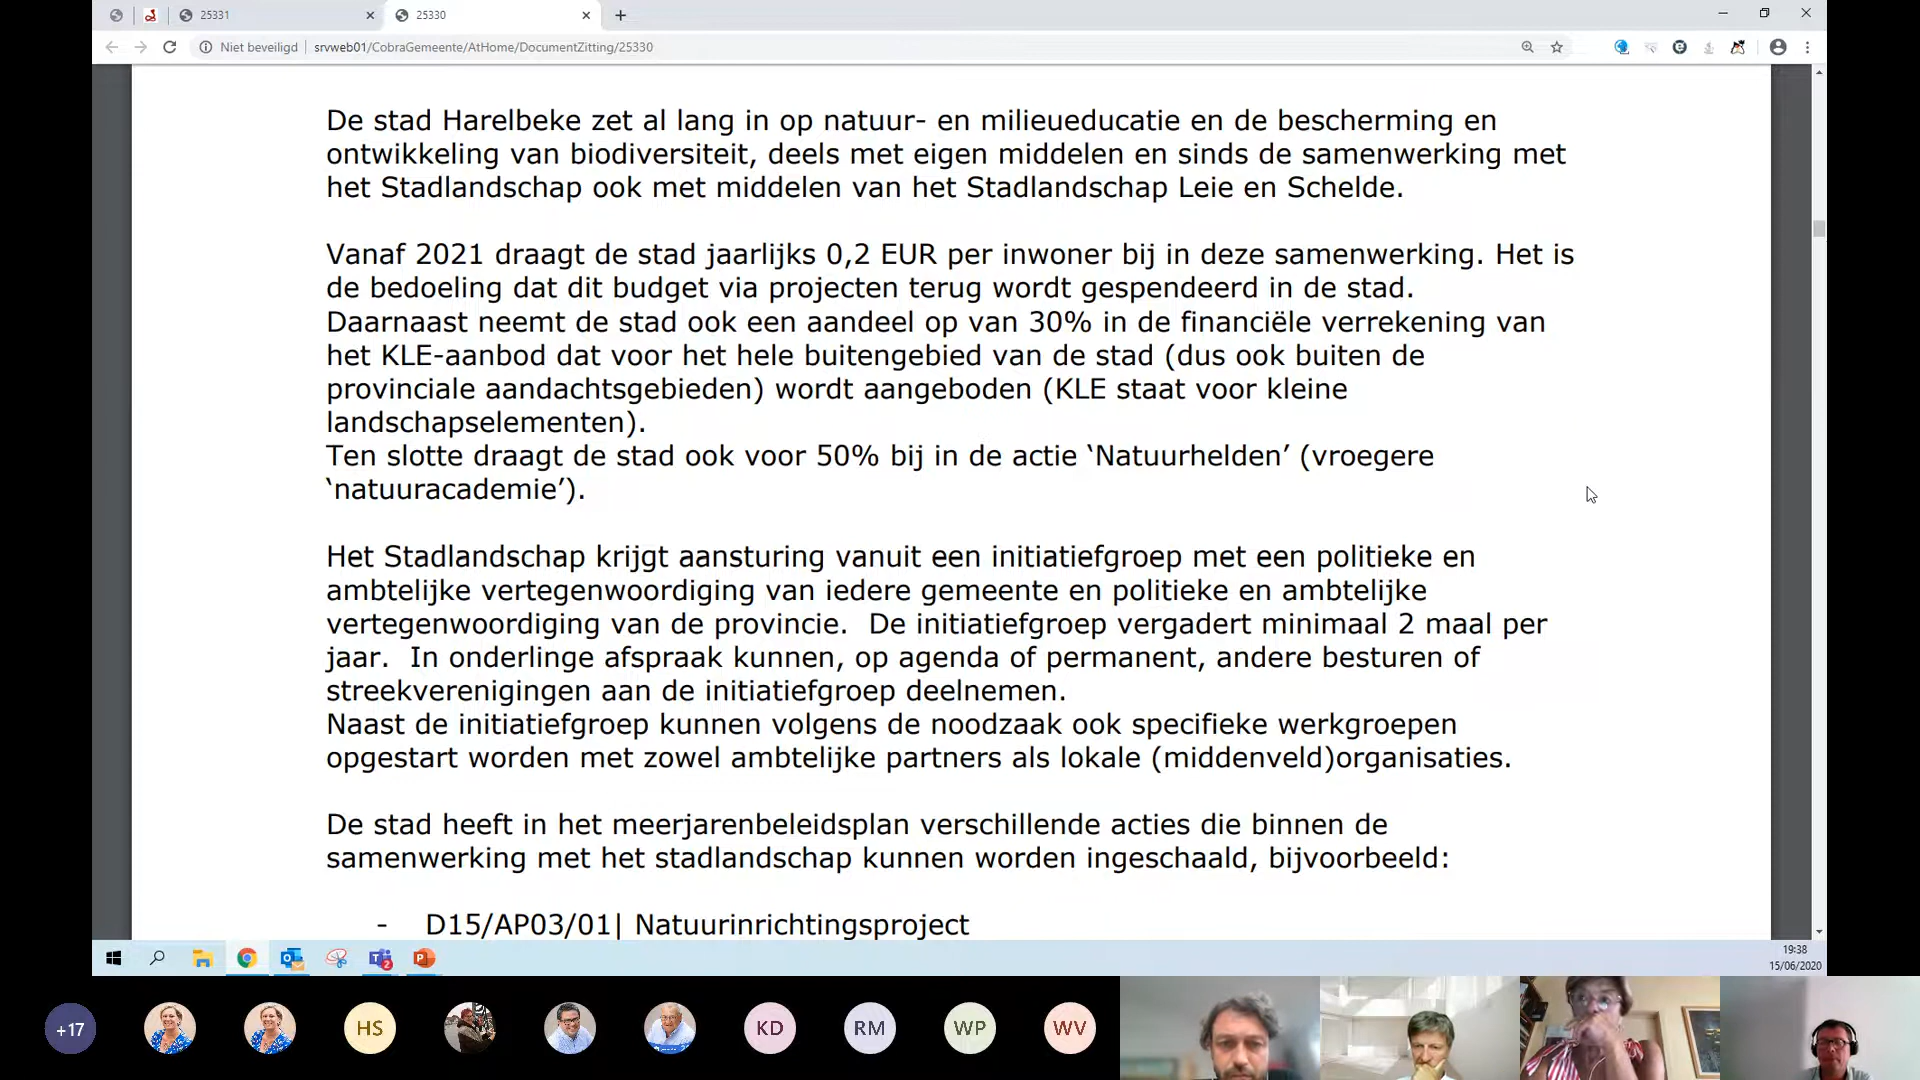 25331
25330
Niet beveiligd srvweb01/CobraGemeente/AtHome/DocumentZitting/25330
De stad Harelbeke zet al lang in op natuur- en milieueducatie en de bescherming en
ontwikkeling van biodiversiteit, deels met eigen middelen en sinds de samenwerking met
het Stadlandschap ook met middelen van het Stadlandschap Leie en Schelde.
Vanaf 2021 draagt de stad jaarlijks 0,2 EUR per inwoner bij in deze samenwerking. Het is
de bedoeling dat dit budget via projecten terug wordt gespendeerd in de stad.
Daarnaast neemt de stad ook een aandeel op van 30% in de financiële verrekening van
het KLE-aanbod dat voor het hele buitengebied van de stad (dus ook buiten de
provinciale aandachtsgebieden) wordt aangeboden (KLE staat voor kleine
landschapselementen).
Ten slotte draagt de stad ook voor 50% bij in de actie ‘Natuurhelden’ (vroegere
‘natuuracademie’).
Het Stadlandschap krijgt aansturing vanuit een initiatiefgroep met een politieke en
ambtelijke vertegenwoordiging van iedere gemeente en politieke en ambtelijke
vertegenwoordiging van de provincie.  De initiatiefgroep vergadert minimaal 2 maal per
jaar.  In onderlinge afspraak kunnen, op agenda of permanent, andere besturen of
streekverenigingen aan de initiatiefgroep deelnemen.
Naast de initiatiefgroep kunnen volgens de noodzaak ook specifieke werkgroepen
opgestart worden met zowel ambtelijke partners als lokale (middenveld)organisaties.
De stad heeft in het meerjarenbeleidsplan verschillende acties die binnen de
samenwerking met het stadlandschap kunnen worden ingeschaald, bijvoorbeeld:
- D15/AP03/01| Natuurinrichtingsproject
19:38
15/06/2020
+17 HS KD RM WP WV